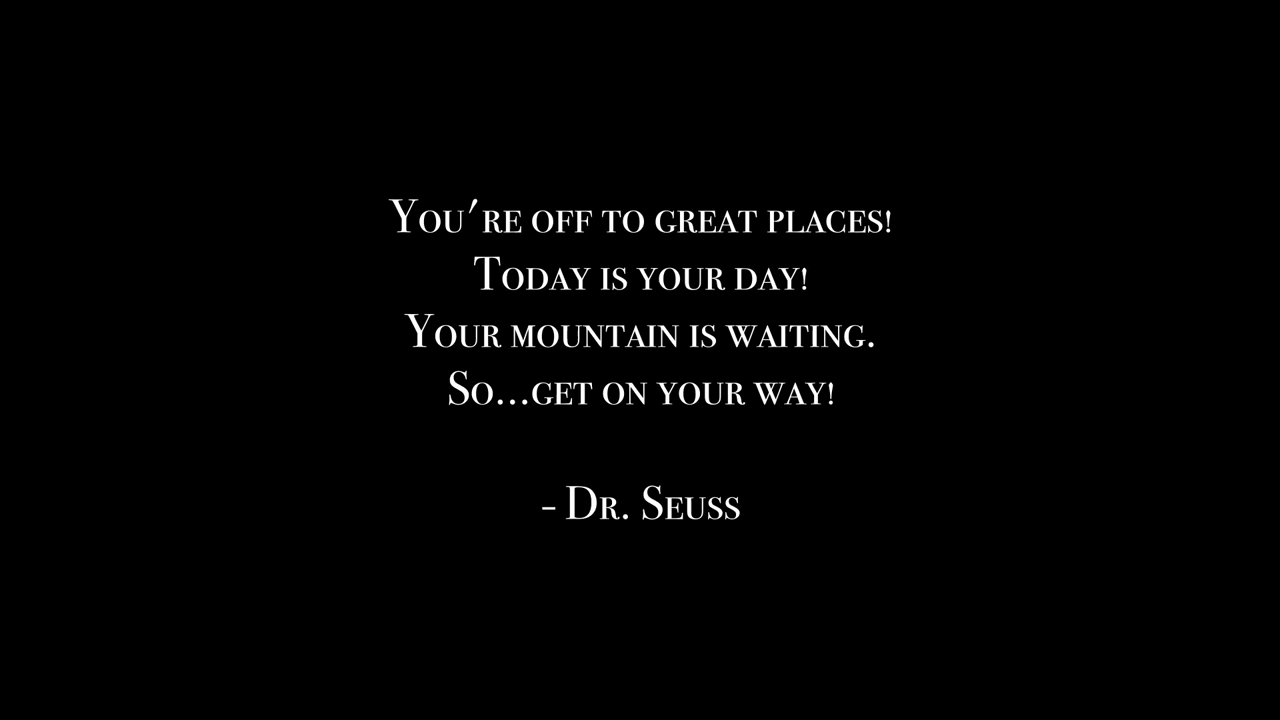 You're off to great places!
Today is your day!
Your mountain is waiting.
So...get on your way!
- Dr. Seuss